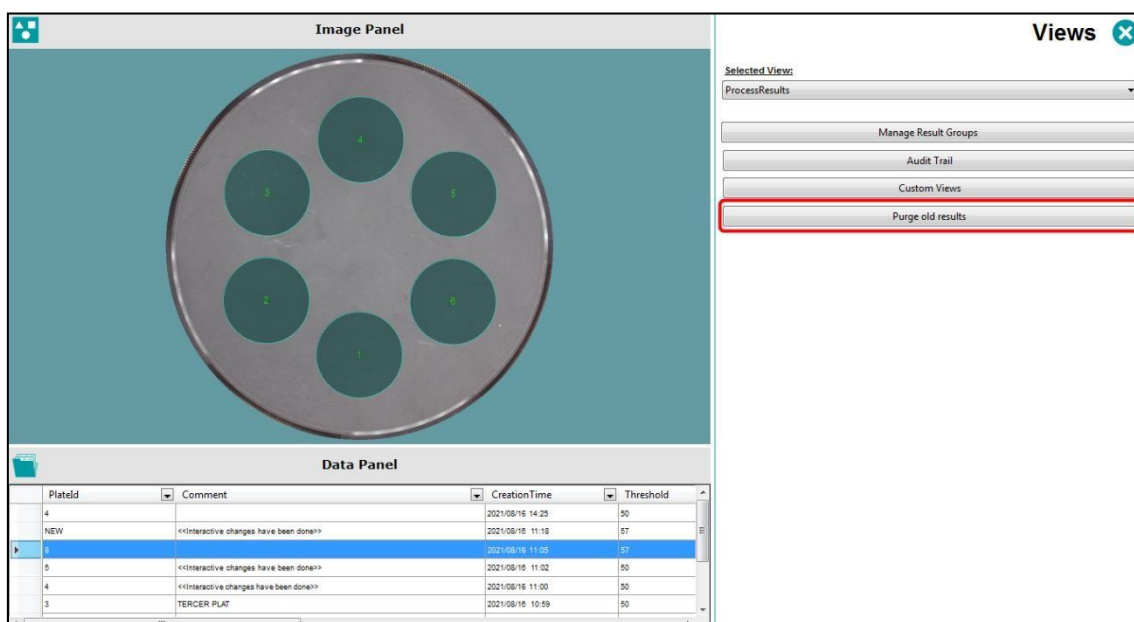 Image Panel
4
3
5
2
6
1
Data Panel
PlateId Comment CreationTime Threshold
4 2021/08/16 14:25 50
NEW <<Interactive changes have been done>> 2021/08/16 11:18 57
8 2021/08/16 11:05 57
5 <<Interactive changes have been done>> 2021/08/16 11:02 50
4 <<Interactive changes have been done>> 2021/08/16 11:00 50
3 TERCER PLAT 2021/08/16 10:59 50
Views
Selected View:
ProcessResults
Manage Result Groups
Audit Trail
Custom Views
Purge old results